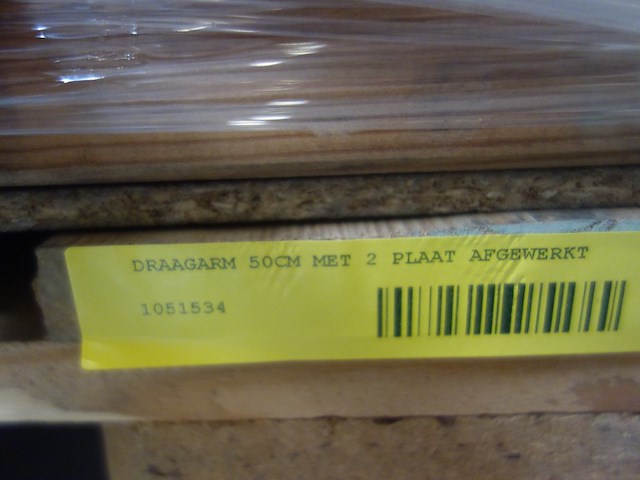 DRAAGARM 50CM MET 2 PLAAT AFGEWERKT
1051534